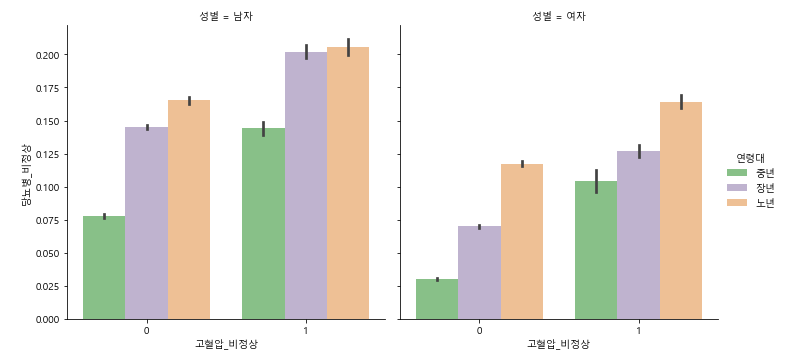 성별 = 남자
성별 = 여자
0.200
0.175
0.150
0.125
0.100
0.075
0.050
0.025
0.000
당뇨병_비정상
0 1
0 1
고혈압_비정상
고혈압_비정상
연령대
중년
장년
노년